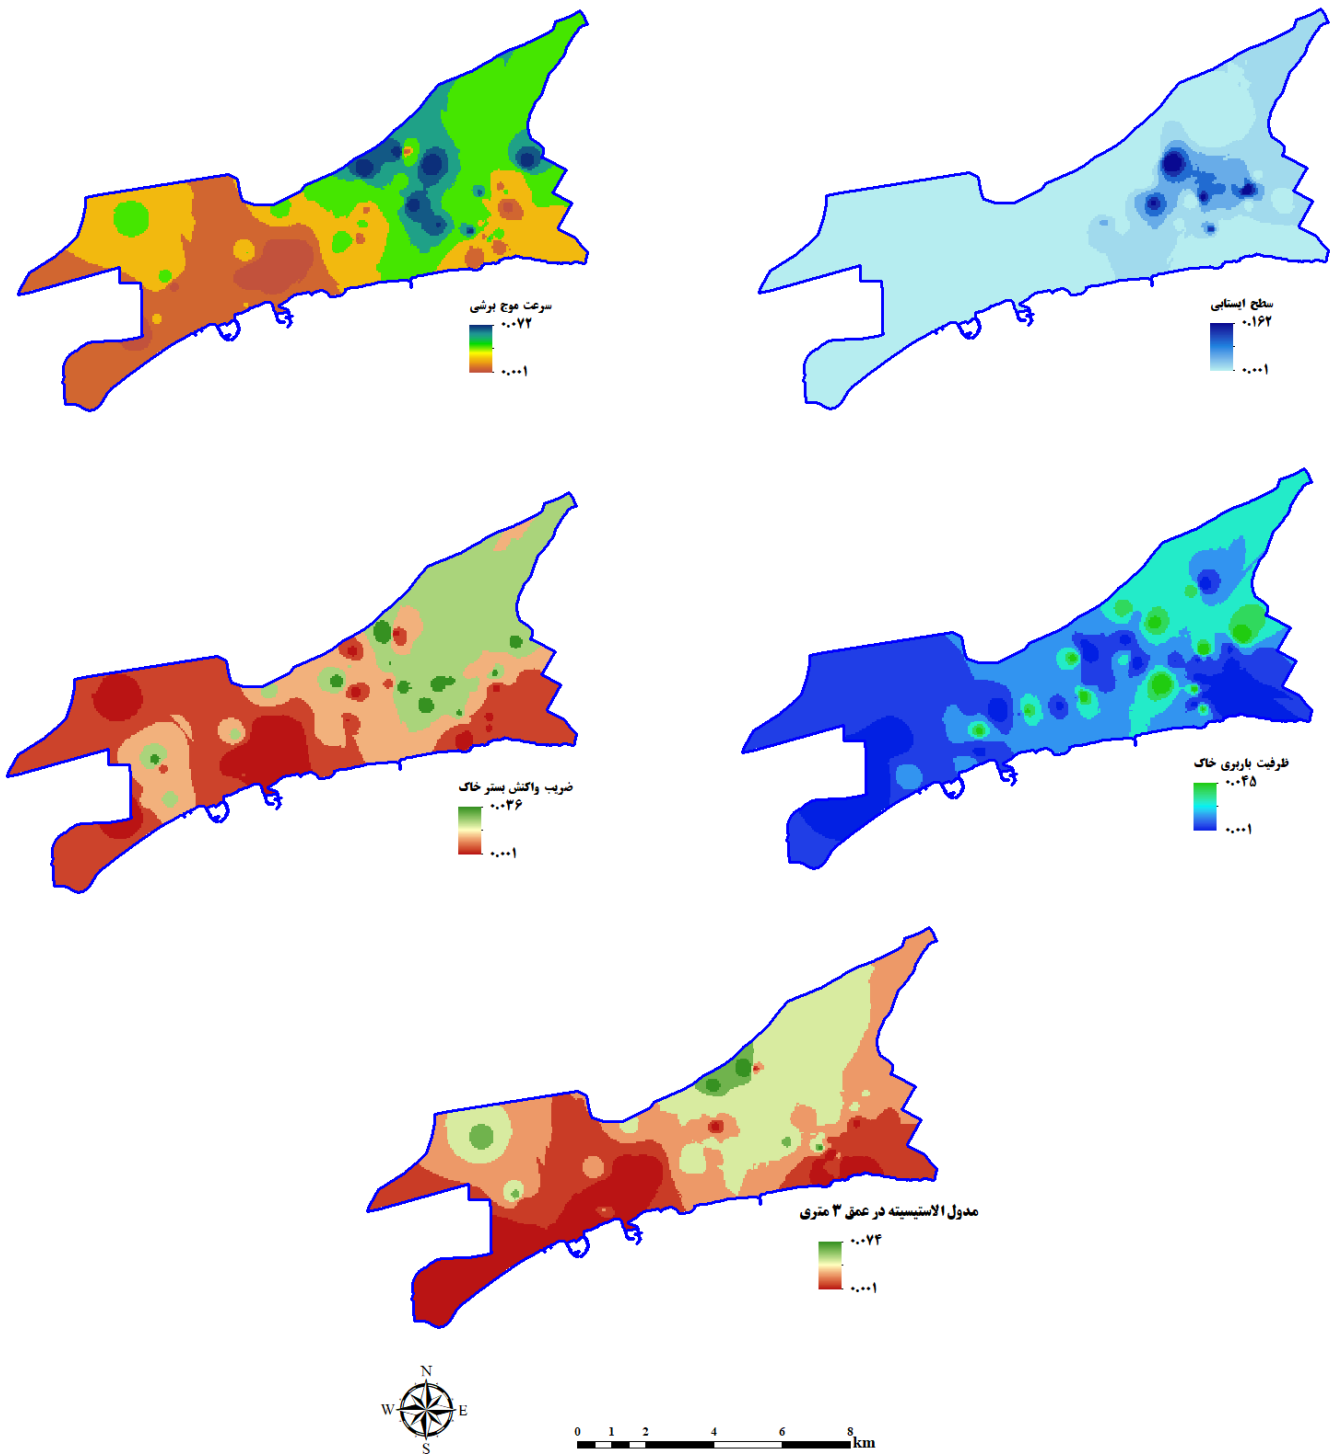 سرعت موج برشی
۰.۰۷۲
۰.۰۰۱
سطح ایستابی
۰.۱۶۲
۰.۰۰۱
ضریب واکنش بستر خاک
۰.۰۳۶
۰.۰۰۱
ظرفیت باربری خاک
۰.۰۴۵
۰.۰۰۱
مدول الاستیسیته در عمق ۳ متری
۰.۰۷۴
۰.۰۰۱
N
W E
S
0 1 2 4 6 8
km